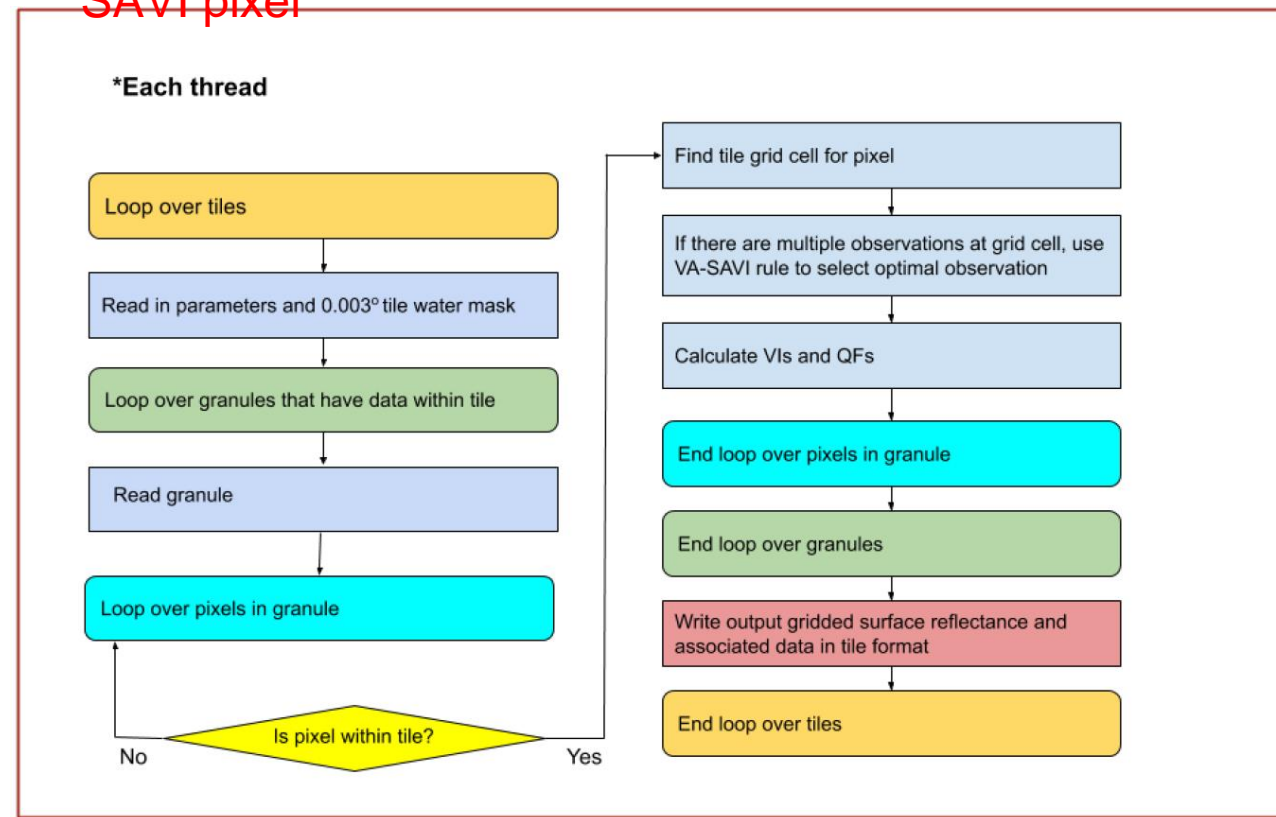 SAVI pixel
*Each thread
Loop over tiles
Read in parameters and 0.003º tile water mask
Loop over granules that have data within tile
Read granule
Loop over pixels in granule
Is pixel within tile?
No
Yes
Find tile grid cell for pixel
If there are multiple observations at grid cell, use
VA-SAVI rule to select optimal observation
Calculate VIs and QFs
End loop over pixels in granule
End loop over granules
Write output gridded surface reflectance and
associated data in tile format
End loop over tiles